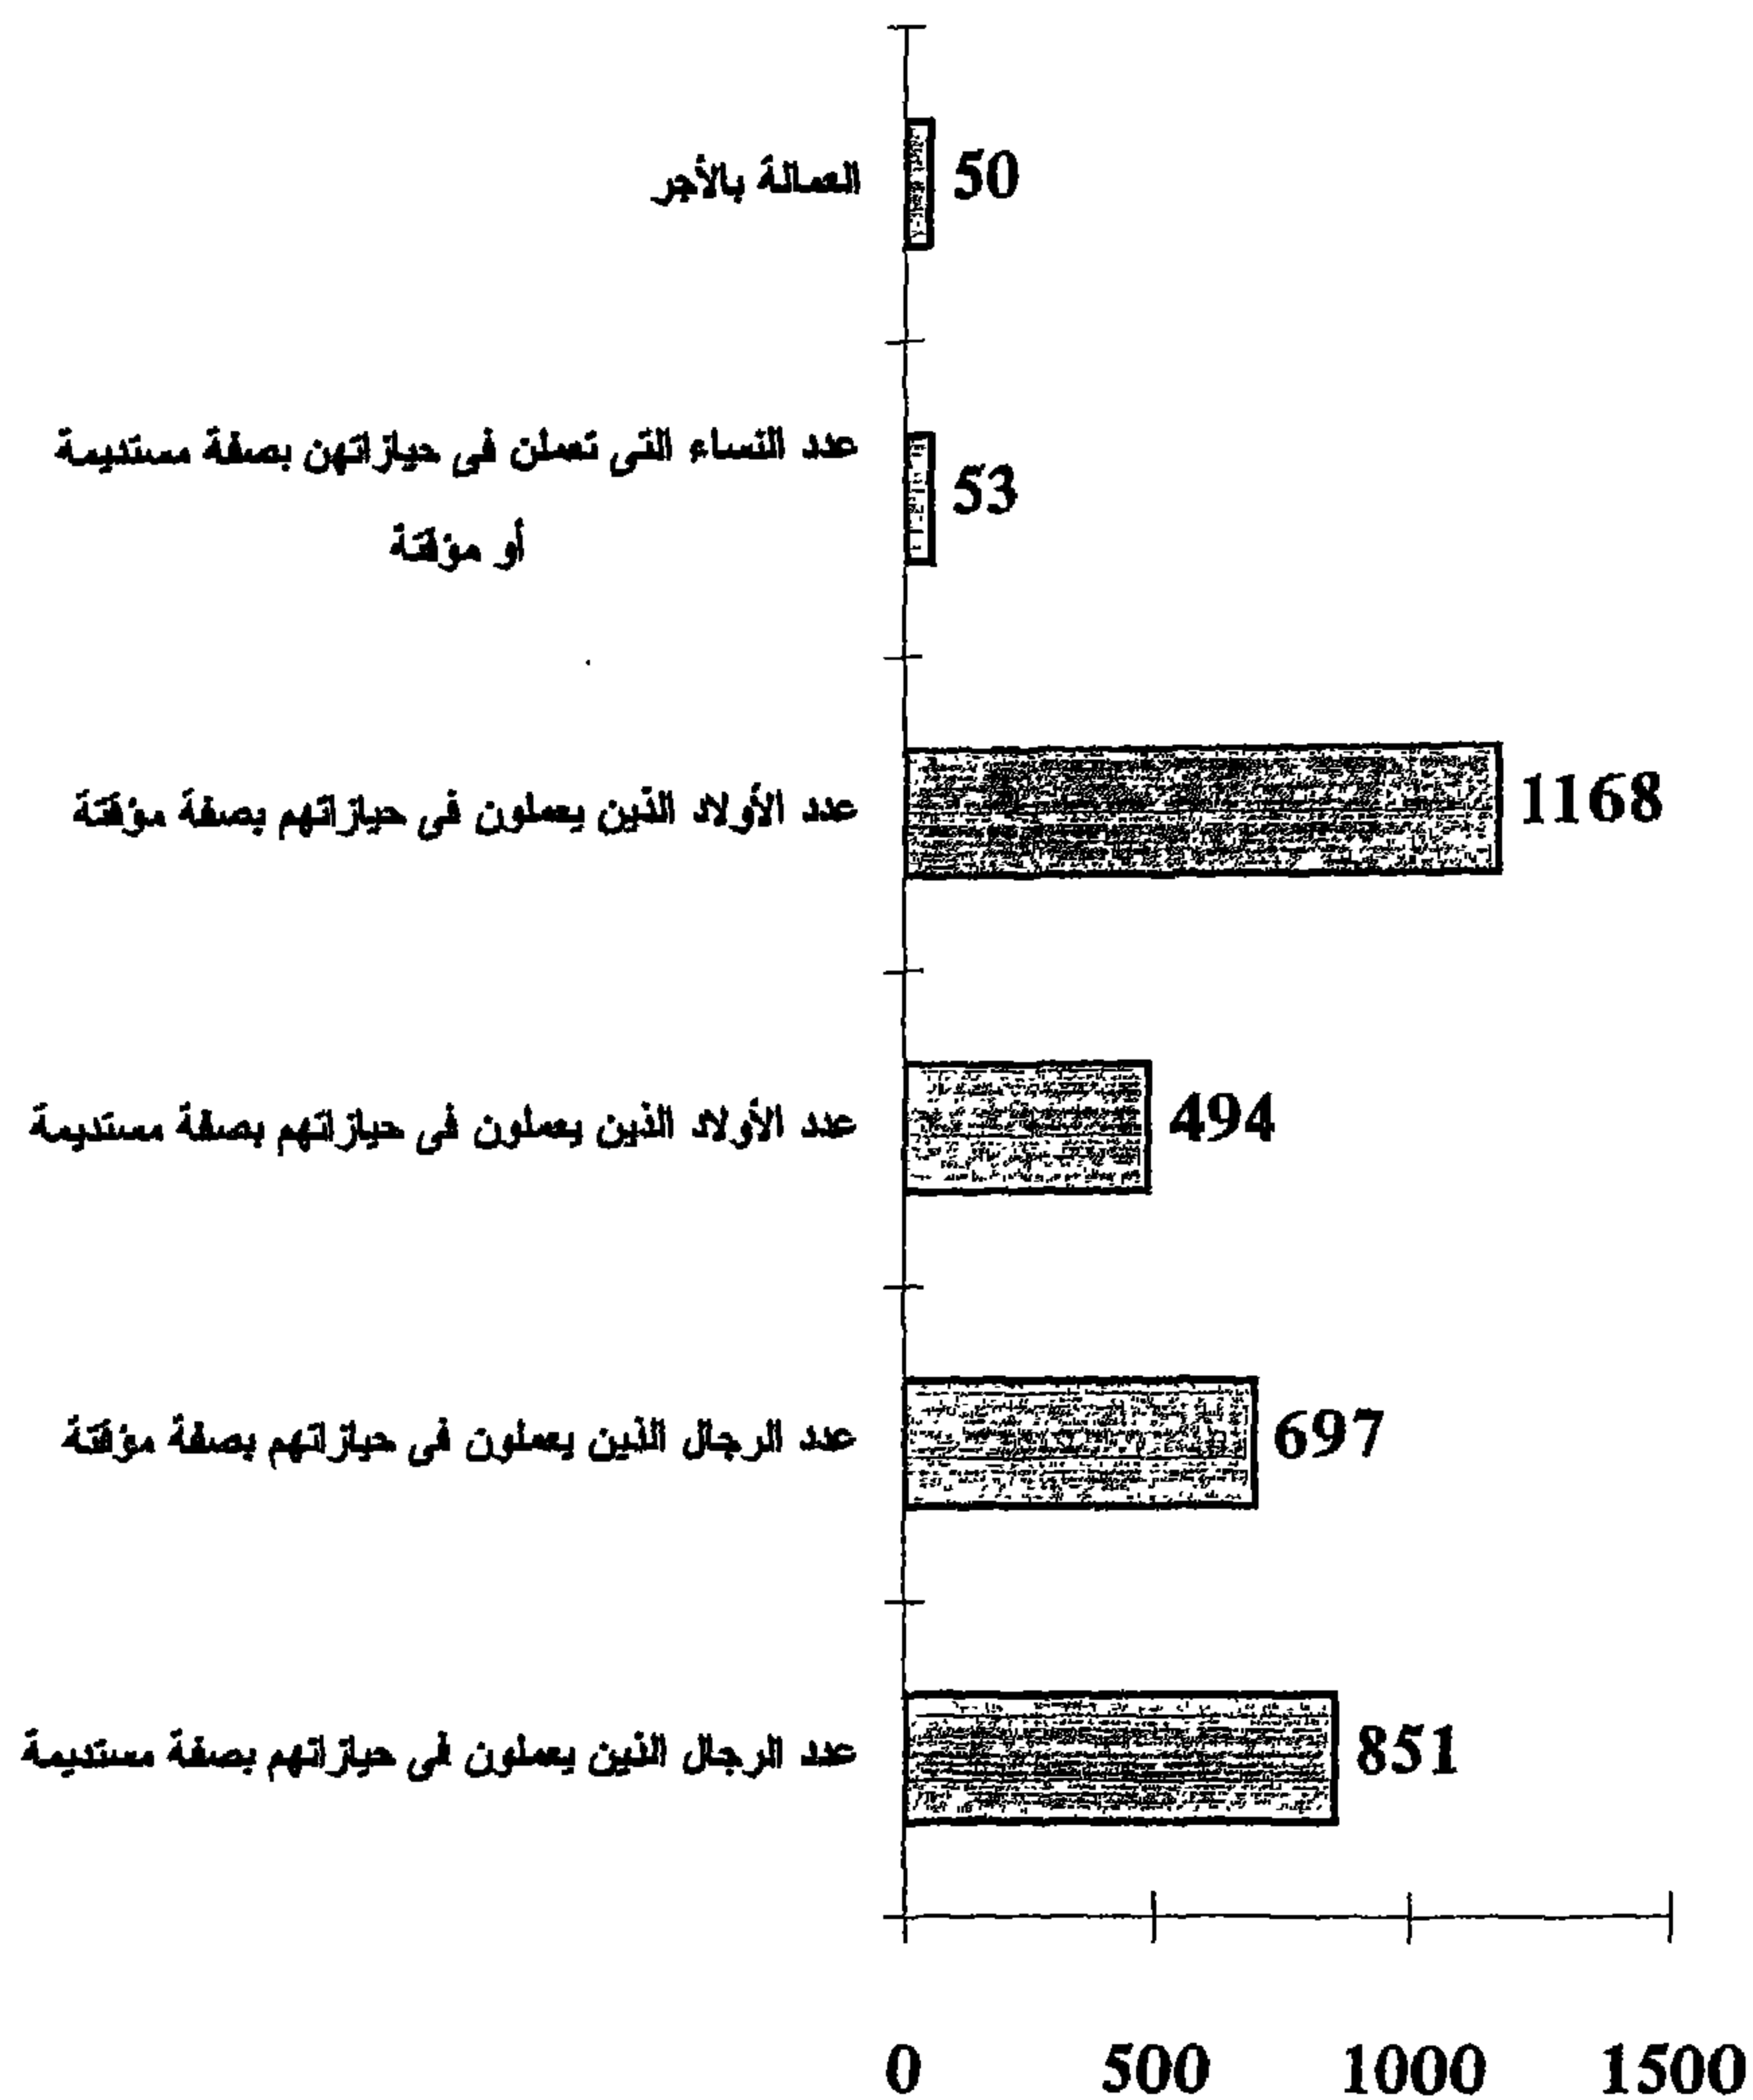 العمالة بالأجر
50
عدد النساء التى تعملن فى حيازاتهن بصفة مستديمة
أو مؤقتة
53
عدد الأولاد الذين يعملون فى حيازاتهم بصفة مؤقتة
1168
عدد الأولاد الذين يعملون فى حيازاتهم بصفة مستديمة
494
عدد الرجال الذين يعملون فى حيازاتهم بصفة مؤقتة
697
عدد الرجال الذين يعملون فى حيازاتهم بصفة مستديمة
851
0 500 1000 1500